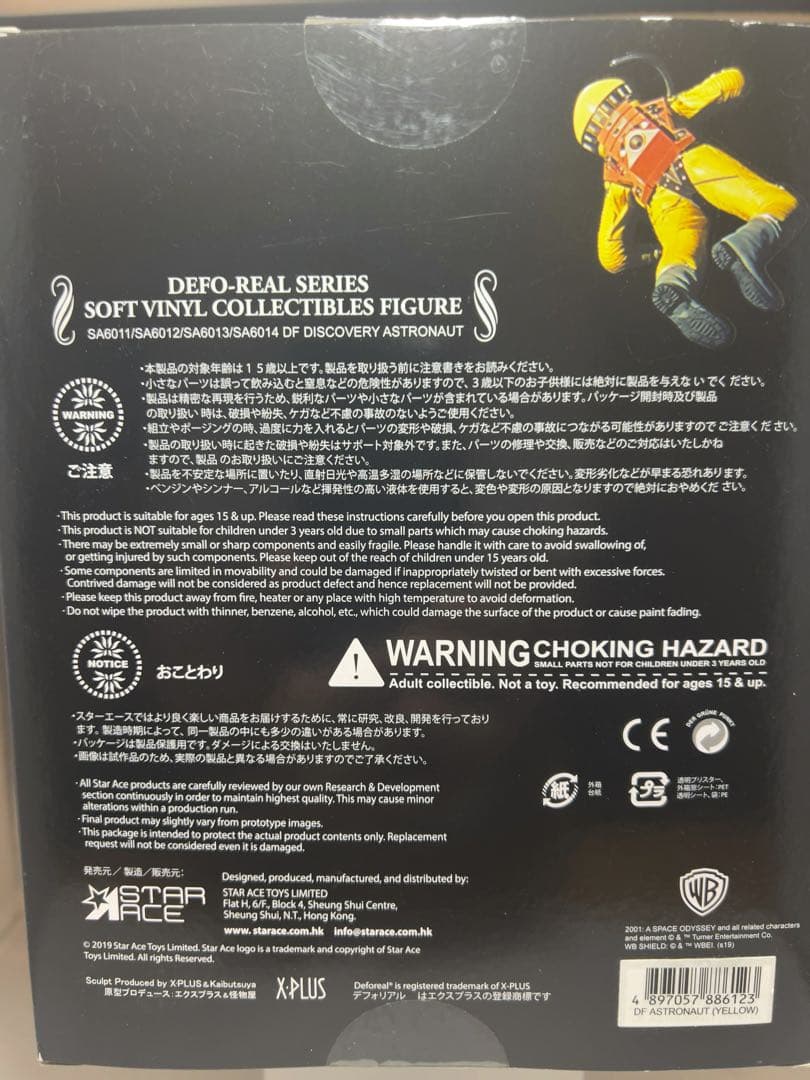 DEFO-REAL SERIES
SOFT VINYL COLLECTIBLES FIGURE
SA6011/SA6012/SA6013/SA6014 DF DISCOVERY ASTRONAUT
WARNING
ご注意
・本製品の対象年齢は15歳以上です。製品を取り扱う前に注意書きをお読みください。
・小さなパーツは誤って飲み込むと窒息などの危険性がありますので、3歳以下のお子供様には絶対に製品を与えな いで ください。
・製品は精密な再現を行うため、鋭利なパーツや小さなパーツが含まれている場合があります。パッケージ開封時及び製品
の取り扱い 時は、破損や紛失、ケガなど不慮の事故のないようご使用ください。
・組立やポージングの時、過度に力を入れるとパーツの変形や破損、ケガなど不慮の事故につながる可能性がありますので ご注意ください。
・製品の取り扱い時に起きた破損や紛失はサポート対象外です。また、パーツの修理や交換、販売などのご対応はいたしかね
ますので、製品 のお取り扱いにご注意ください。
・製品を不安定な場所に置いたり、直射日光や高温多湿の場所などに保管しないでください。変形劣化などが早まる恐れあります。
・ベンジンやシンナー、アルコールなど揮発性の高い液体を使用すると、変色や変形の原因となりますので絶対におやめくだ さい。
·This product is suitable for ages 15 & up. Please read these instructions carefully before you open this product.
·This product is NOT suitable for children under 3 years old due to small parts which may cause choking hazards.
·There may be extremely small or sharp components and easily fragile. Please handle it with care to avoid swallowing of,
or getting injured by such components. Please keep out of the reach of children under 15 years old.
·Some components are limited in movability and could be damaged if inappropriately twisted or bent with excessive forces.
Contrived damage will not be considered as product defect and hence replacement will not be provided.
·Please keep this product away from fire, heater or any place with high temperature to avoid deformation.
·Do not wipe the product with thinner, benzene, alcohol, etc., which could damage the surface of the product or cause paint fading.
NOTICE
おことわり
WARNING CHOKING HAZARD
SMALL PARTS NOT FOR CHILDREN UNDER 3 YEARS OLD
Adult collectible. Not a toy. Recommended for ages 15 & up.
・スターエースではより良く楽しい商品をお届けするために、常に研究、改良、開発を行っており
ます。製造時期によって、同一製品の中にも多少の違いがある場合があります。
・パッケージは製品保護用です。ダメージによる交換はいたしません。
・画像は試作品のため、実際の製品と異なる場合がありますのでご了承ください。
CE
DER GRÜNE PUNKT
紙
外箱
台紙
プラ
透明ブリスター、
外箱窓シート:PET
透明シート、袋:PE
·All Star Ace products are carefully reviewed by our own Research & Development
section continuously in order to maintain highest quality. This may cause minor
alterations within a production run.
·Final product may slightly vary from prototype images.
·This package is intended to protect the actual product contents only. Replacement
request will not be considered even it is damaged.
発売元/製造/販売元:
STAR
ACE
Designed, produced, manufactured, and distributed by:
STAR ACE TOYS LIMITED
Flat H, 6/F., Block 4, Sheung Shui Centre,
Sheung Shui, N.T., Hong Kong.
www.starace.com.hk info@starace.com.hk
© 2019 Star Ace Toys Limited. Star Ace logo is a trademark and copyright of Star Ace
Toys Limited. All rights Reserved.
Sculpt Produced by X-PLUS & Kaibutsuya
原型プロデュース:エクスプラス&怪物屋
X-PLUS
Deforeal® is registered trademark of X-PLUS
デフォリアル はエクスプラスの登録商標です
WB
2001: A SPACE ODYSSEY and all related characters
and element © & ™ Turner Entertainment Co.
WB SHIELD: © & ™ WBEI. (s19)
4 897057 886123
DF ASTRONAUT (YELLOW)